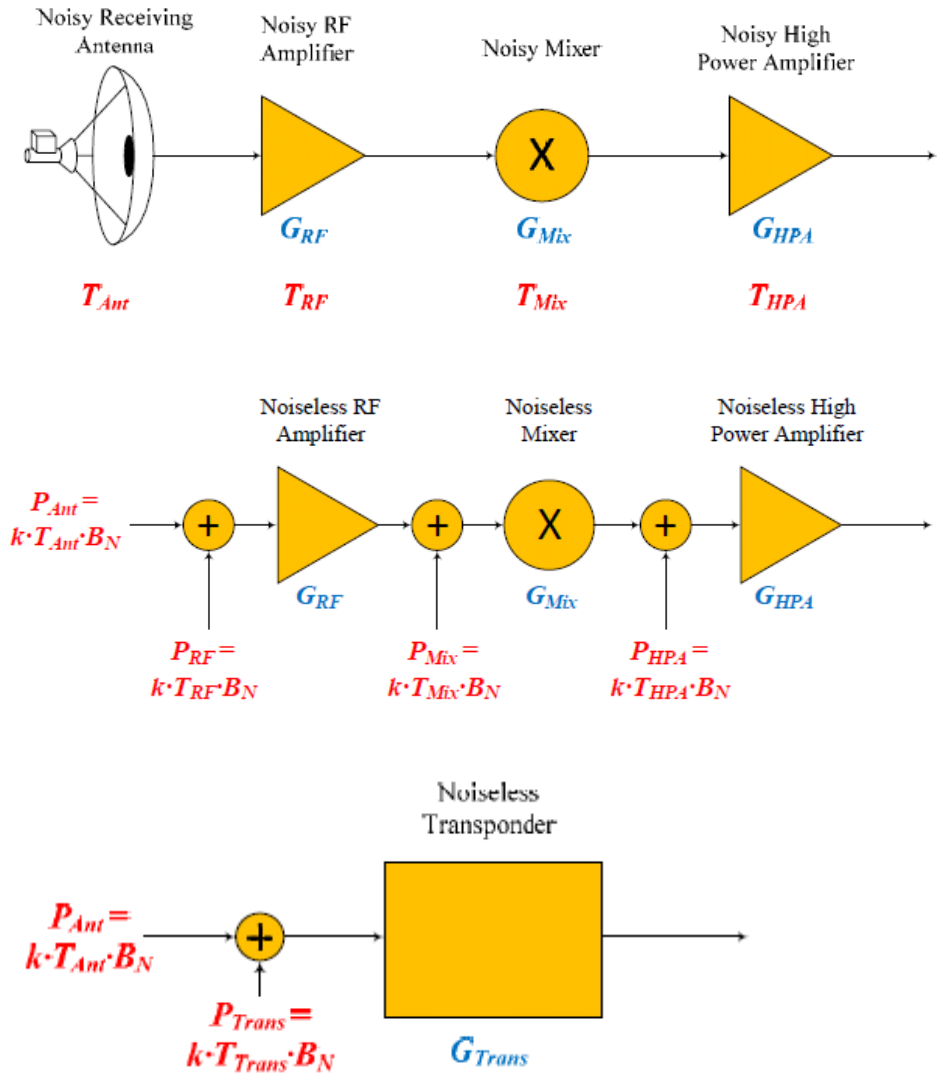 Noisy Receiving
Antenna
Noisy RF
Amplifier
Noisy Mixer
Noisy High
Power Amplifier
X
G_RF
G_Mix
G_HPA
T_Ant
T_RF
T_Mix
T_HPA
Noiseless RF
Amplifier
Noiseless
Mixer
Noiseless High
Power Amplifier
P_Ant =
k·T_Ant·B_N
+
+
X
+
G_RF
G_Mix
G_HPA
P_RF =
k·T_RF·B_N
P_Mix =
k·T_Mix·B_N
P_HPA =
k·T_HPA·B_N
Noiseless
Transponder
P_Ant =
k·T_Ant·B_N
+
P_Trans =
k·T_Trans·B_N
G_Trans